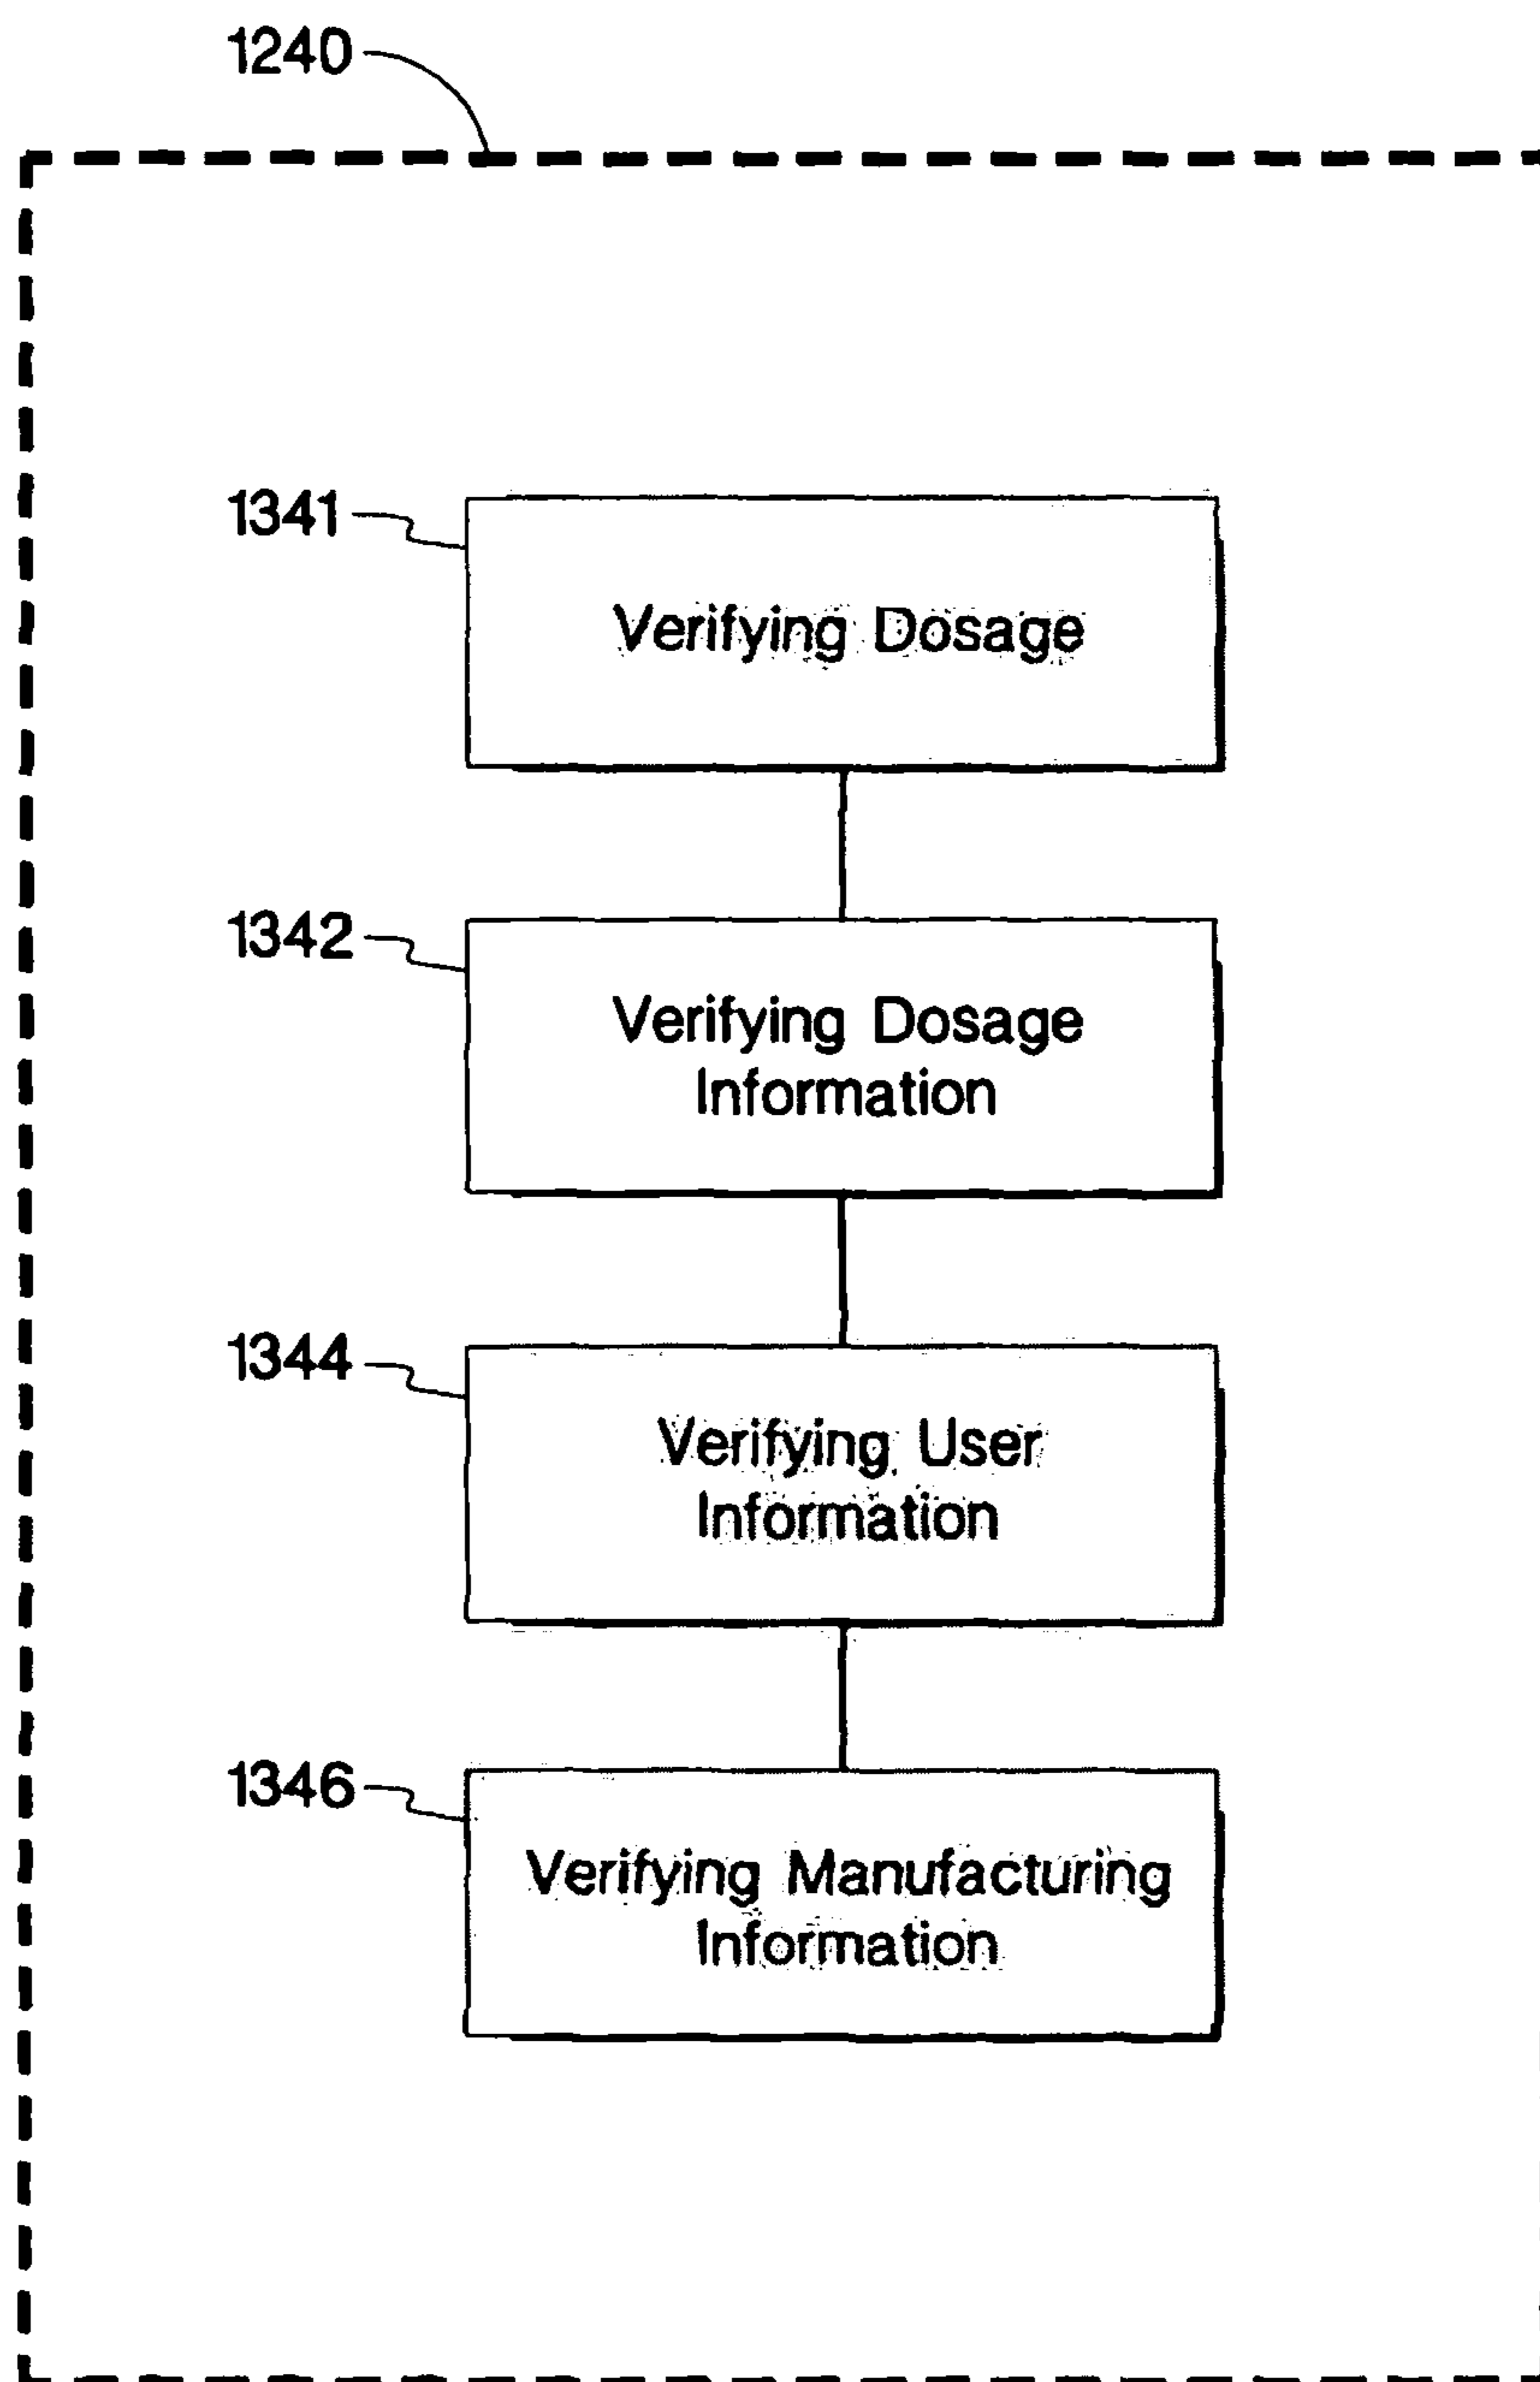 1240
1341
Verifying Dosage
1342
Verifying Dosage
Information
1344
Verifying User
Information
1346
Verifying Manufacturing
Information